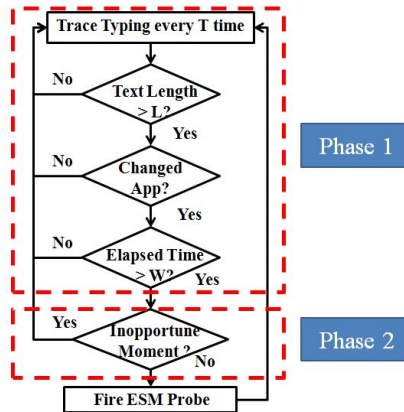 Trace Typing every T time
No
Text Length
> L?
Yes
No
Changed
App?
Phase 1
Yes
No
Elapsed Time
> W?
Yes
Yes
Inopportune
Moment ?
Phase 2
No
Fire ESM Probe